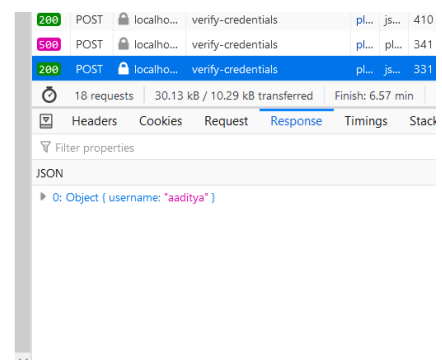 200 POST localho... verify-credentials pl... js... 410
500 POST localho... verify-credentials pl... pl... 341
200 POST localho... verify-credentials pl... js... 331
18 requests 30.13 kB / 10.29 kB transferred Finish: 6.57 min
Headers Cookies Request Response Timings Stack
Filter properties
JSON
0: Object { username: "aaditya" }